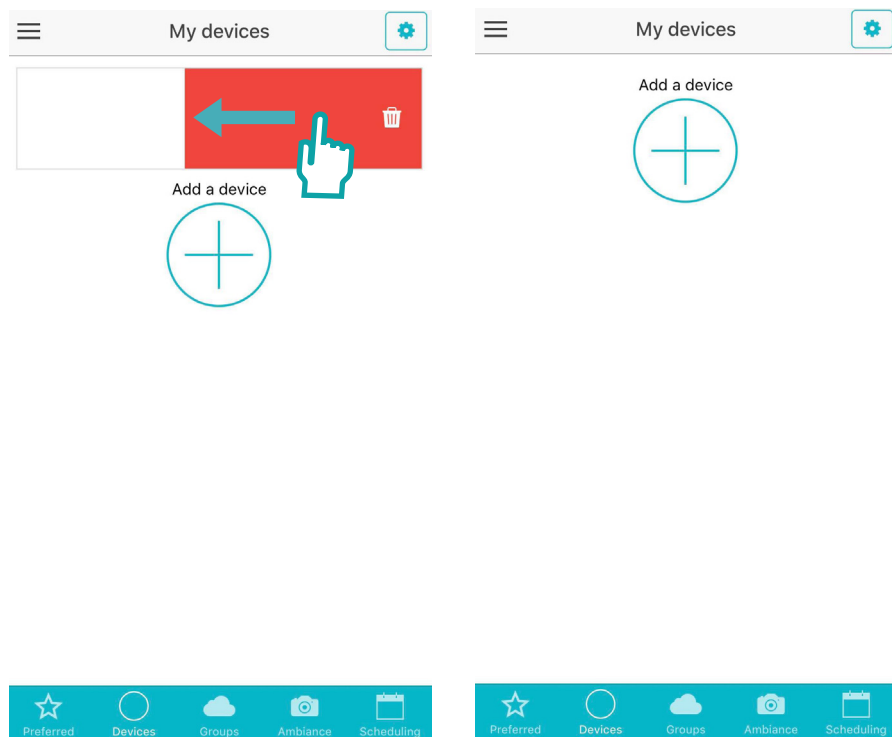 My devices
Add a device
Preferred Devices Groups Ambiance Scheduling
My devices
Add a device
Preferred Devices Groups Ambiance Scheduling